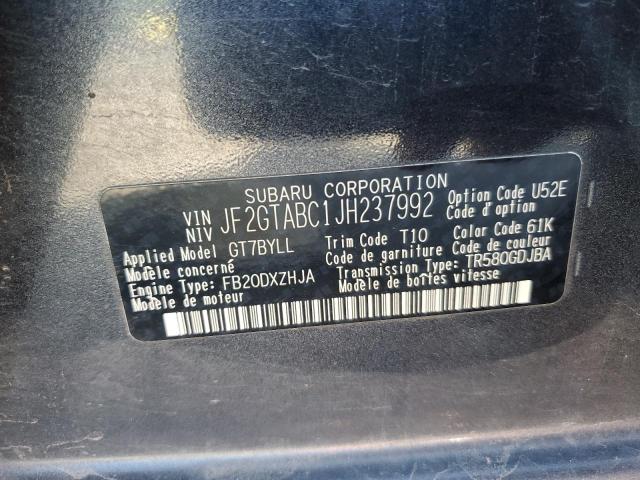 SUBARU CORPORATION
VIN NIV JF2GTABC1JH237992 Option Code U52E
Code d'option
Applied Model GT7BYLL Trim Code T10 Color Code 61K
Modèle concerné Code de garniture Code de couleur
Engine Type: FB20DXZHJA Transmission Type: TR580GDJBA
Modèle de moteur Modèle de boîtes vitesse